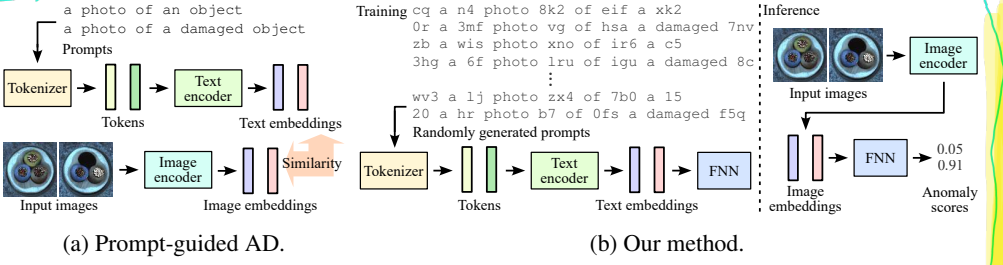 a photo of an object
a photo of a damaged object
Prompts
Tokenizer
Text encoder
Tokens
Text embeddings
Similarity
Input images
Image encoder
Image embeddings
(a) Prompt-guided AD.
Training
cq a n4 photo 8k2 of eif a xk2
0r a 3mf photo vg of hsa a damaged 7nv
zb a wis photo xno of ir6 a c5
3hg a 6f photo lru of igu a damaged 8c
⋮
wv3 a lj photo zx4 of 7b0 a 15
20 a hr photo b7 of 0fs a damaged f5q
Randomly generated prompts
Tokenizer
Tokens
Text encoder
Text embeddings
FNN
Inference
Input images
Image encoder
Image embeddings
FNN
0.05
0.91
Anomaly scores
(b) Our method.